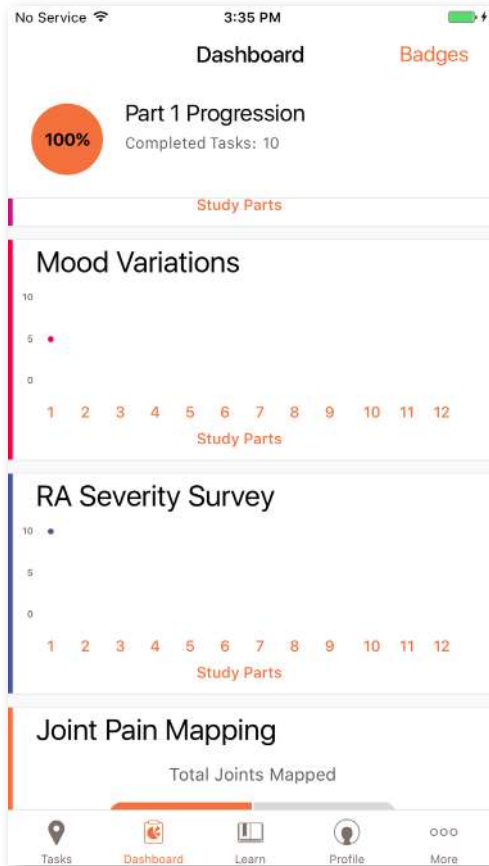 No Service 3:35 PM
Dashboard Badges
100%
Part 1 Progression
Completed Tasks: 10
Study Parts
Mood Variations
10
5
0
1 2 3 4 5 6 7 8 9 10 11 12
Study Parts
RA Severity Survey
10
5
0
1 2 3 4 5 6 7 8 9 10 11 12
Study Parts
Joint Pain Mapping
Total Joints Mapped
Tasks Dashboard Learn Profile More